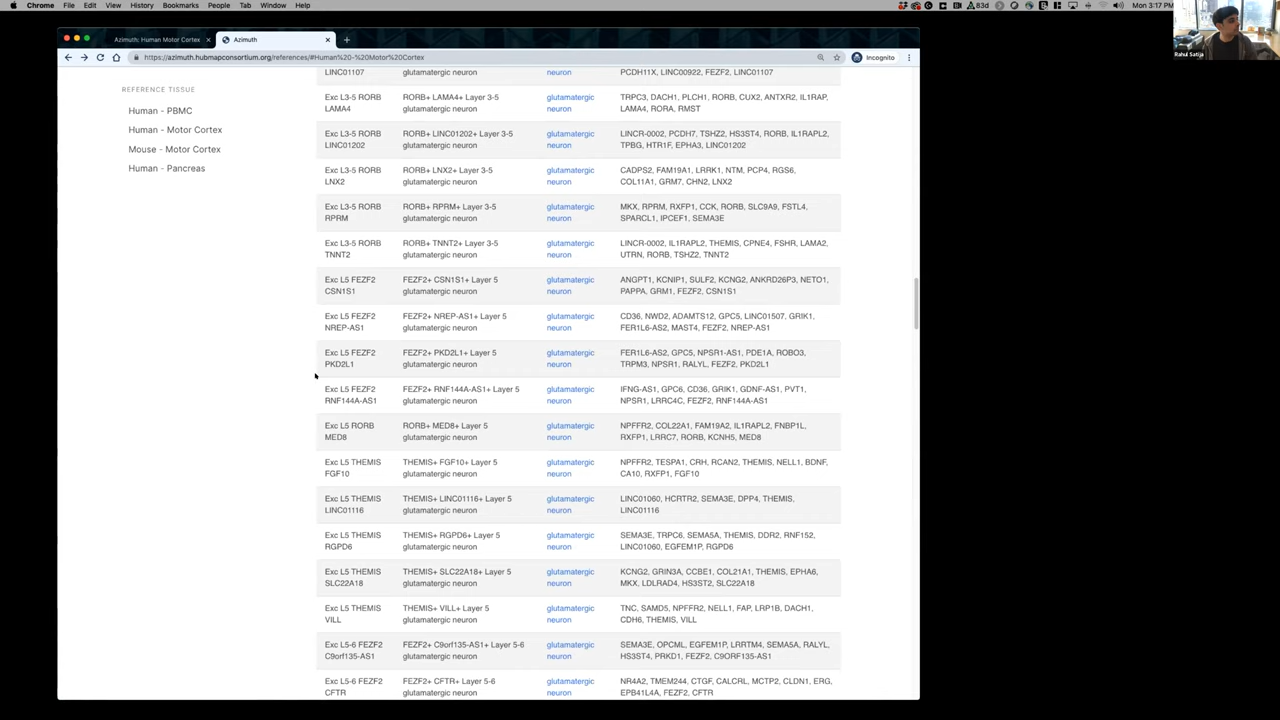 Chrome File Edit View History Bookmarks People Tab Window Help 83d Mon 3:17 PM
Rahul Satija
Azimuth: Human Motor Cortex × Azimuth × +
https://azimuth.hubmapconsortium.org/references/#Human%20-%20Motor%20Cortex Incognito
REFERENCE TISSUE
Human - PBMC
Human - Motor Cortex
Mouse - Motor Cortex
Human - Pancreas
LINC01107 glutamatergic neuron neuron PCDH11X, LINC00922, FEZF2, LINC01107
Exc L3-5 RORB RORB+ LAMA4+ Layer 3-5 glutamatergic TRPC3, DACH1, PLCH1, RORB, CUX2, ANTXR2, IL1RAP,
LAMA4 glutamatergic neuron neuron LAMA4, RORA, RMST
Exc L3-5 RORB RORB+ LINC01202+ Layer 3-5 glutamatergic LINCR-0002, PCDH7, TSHZ2, HS3ST4, RORB, IL1RAPL2,
LINC01202 glutamatergic neuron neuron TPBG, HTR1F, EPHA3, LINC01202
Exc L3-5 RORB RORB+ LNX2+ Layer 3-5 glutamatergic CADPS2, FAM19A1, LRRK1, NTM, PCP4, RGS6,
LNX2 glutamatergic neuron neuron COL11A1, GRM7, CHN2, LNX2
Exc L3-5 RORB RORB+ RPRM+ Layer 3-5 glutamatergic MKX, RPRM, RXFP1, CCK, RORB, SLC9A9, FSTL4,
RPRM glutamatergic neuron neuron SPARCL1, IPCEF1, SEMA3E
Exc L3-5 RORB RORB+ TNNT2+ Layer 3-5 glutamatergic LINCR-0002, IL1RAPL2, THEMIS, CPNE4, FSHR, LAMA2,
TNNT2 glutamatergic neuron neuron UTRN, RORB, TSHZ2, TNNT2
Exc L5 FEZF2 FEZF2+ CSN1S1+ Layer 5 glutamatergic ANGPT1, KCNIP1, SULF2, KCNG2, ANKRD26P3, NETO1,
CSN1S1 glutamatergic neuron neuron PAPPA, GRM1, FEZF2, CSN1S1
Exc L5 FEZF2 FEZF2+ NREP-AS1+ Layer 5 glutamatergic CD36, NWD2, ADAMTS12, GPC5, LINC01507, GRIK1,
NREP-AS1 glutamatergic neuron neuron FER1L6-AS2, MAST4, FEZF2, NREP-AS1
Exc L5 FEZF2 FEZF2+ PKD2L1+ Layer 5 glutamatergic FER1L6-AS2, GPC5, NPSR1-AS1, PDE1A, ROBO3,
PKD2L1 glutamatergic neuron neuron TRPM3, NPSR1, RALYL, FEZF2, PKD2L1
Exc L5 FEZF2 FEZF2+ RNF144A-AS1+ Layer 5 glutamatergic IFNG-AS1, GPC6, CD36, GRIK1, GDNF-AS1, PVT1,
RNF144A-AS1 glutamatergic neuron neuron NPSR1, LRRC4C, FEZF2, RNF144A-AS1
Exc L5 RORB RORB+ MED8+ Layer 5 glutamatergic NPFFR2, COL22A1, FAM19A2, IL1RAPL2, FNBP1L,
MED8 glutamatergic neuron neuron RXFP1, LRRC7, RORB, KCNH5, MED8
Exc L5 THEMIS THEMIS+ FGF10+ Layer 5 glutamatergic NPFFR2, TESPA1, CRH, RCAN2, THEMIS, NELL1, BDNF,
FGF10 glutamatergic neuron neuron CA10, RXFP1, FGF10
Exc L5 THEMIS THEMIS+ LINC01116+ Layer 5 glutamatergic LINC01060, HCRTR2, SEMA3E, DPP4, THEMIS,
LINC01116 glutamatergic neuron neuron LINC01116
Exc L5 THEMIS THEMIS+ RGPD6+ Layer 5 glutamatergic SEMA3E, TRPC6, SEMA5A, THEMIS, DDR2, RNF152,
RGPD6 glutamatergic neuron neuron LINC01060, EGFEM1P, RGPD6
Exc L5 THEMIS THEMIS+ SLC22A18+ Layer 5 glutamatergic KCNG2, GRIN3A, CCBE1, COL21A1, THEMIS, EPHA6,
SLC22A18 glutamatergic neuron neuron MKX, LDLRAD4, HS3ST2, SLC22A18
Exc L5 THEMIS THEMIS+ VILL+ Layer 5 glutamatergic TNC, SAMD5, NPFFR2, NELL1, FAP, LRP1B, DACH1,
VILL glutamatergic neuron neuron CDH6, THEMIS, VILL
Exc L5-6 FEZF2 FEZF2+ C9orf135-AS1+ Layer 5-6 glutamatergic SEMA3E, OPCML, EGFEM1P, LRRTM4, SEMA5A, RALYL,
C9orf135-AS1 glutamatergic neuron neuron HS3ST4, PRKD1, FEZF2, C9ORF135-AS1
Exc L5-6 FEZF2 FEZF2+ CFTR+ Layer 5-6 glutamatergic NR4A2, TMEM244, CTGF, CALCRL, MCTP2, CLDN1, ERG,
CFTR glutamatergic neuron neuron EPB41L4A, FEZF2, CFTR